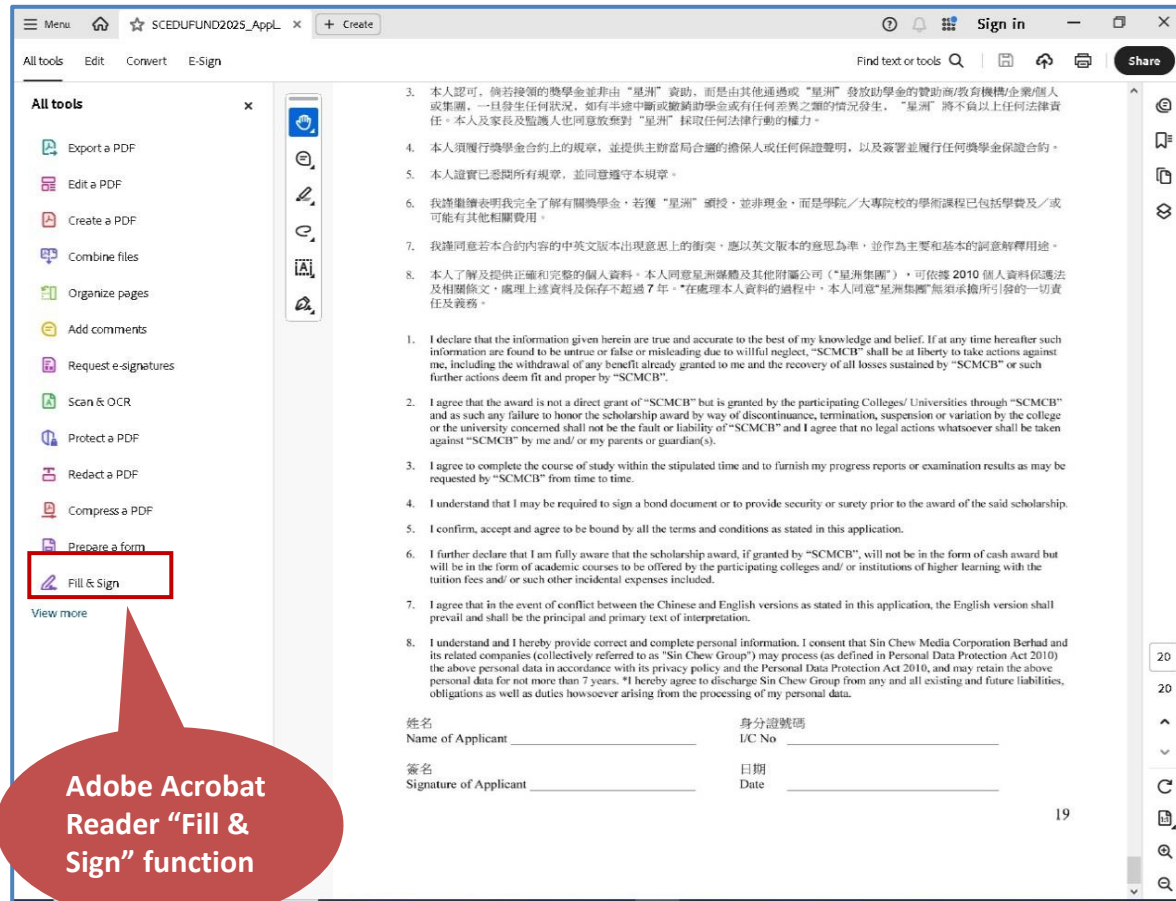 Menu
SCEDUFUND2025_Appl...
+ Create
Sign in
All tools
Edit
Convert
E-Sign
Find text or tools
Share
All tools
Export a PDF
Edit a PDF
Create a PDF
Combine files
Organize pages
Add comments
Request e-signatures
Scan & OCR
Protect a PDF
Redact a PDF
Compress a PDF
Prepare a form
Fill & Sign
View more
Adobe Acrobat
Reader “Fill &
Sign” function
3. 本人認可，倘若接領的獎學金並非由 “星洲” 資助，而是由其他通過或 “星洲” 發放助學金的贊助商/教育機構/企業/個人
或集團，一旦發生任何狀況，如有半途中斷或撤銷助學金或有任何差異之類的情況發生， “星洲” 將不負以上任何法律責
任。本人及家長及監護人也同意放棄對 “星洲” 採取任何法律行動的權力。
4. 本人須履行獎學金合約上的規章，並提供主辦當局合適的擔保人或任何保證聲明，以及簽署並履行任何獎學金保證合約。
5. 本人證實已悉閱所有規章，並同意遵守本規章。
6. 我謹繼續表明我完全了解有關獎學金，若獲 “星洲” 頒授，並非現金，而是學院／大專院校的學術課程已包括學費及／或
可能有其他相關費用。
7. 我謹同意若本合約內容的中英文版本出現意思上的衝突，應以英文版本的意思為準，並作為主要和基本的詞意解釋用途。
8. 本人了解及提供正確和完整的個人資料。本人同意星洲媒體及其他附屬公司（“星洲集團”），可依據 2010 個人資料保護法
及相關條文，處理上述資料及保存不超過 7 年。*在處理本人資料的過程中，本人同意“星洲集團”無須承擔所引發的一切責
任及義務。
1. I declare that the information given herein are true and accurate to the best of my knowledge and belief. If at any time hereafter such
information are found to be untrue or false or misleading due to willful neglect, “SCMCB” shall be at liberty to take actions against
me, including the withdrawal of any benefit already granted to me and the recovery of all losses sustained by “SCMCB” or such
further actions deem fit and proper by “SCMCB”.
2. I agree that the award is not a direct grant of “SCMCB” but is granted by the participating Colleges/ Universities through “SCMCB”
and as such any failure to honor the scholarship award by way of discontinuance, termination, suspension or variation by the college
or the university concerned shall not be the fault or liability of “SCMCB” and I agree that no legal actions whatsoever shall be taken
against “SCMCB” by me and/ or my parents or guardian(s).
3. I agree to complete the course of study within the stipulated time and to furnish my progress reports or examination results as may be
requested by “SCMCB” from time to time.
4. I understand that I may be required to sign a bond document or to provide security or surety prior to the award of the said scholarship.
5. I confirm, accept and agree to be bound by all the terms and conditions as stated in this application.
6. I further declare that I am fully aware that the scholarship award, if granted by “SCMCB”, will not be in the form of cash award but
will be in the form of academic courses to be offered by the participating colleges and/ or institutions of higher learning with the
tuition fees and/ or such other incidental expenses included.
7. I agree that in the event of conflict between the Chinese and English versions as stated in this application, the English version shall
prevail and shall be the principal and primary text of interpretation.
8. I understand and I hereby provide correct and complete personal information. I consent that Sin Chew Media Corporation Berhad and
its related companies (collectively referred to as "Sin Chew Group") may process (as defined in Personal Data Protection Act 2010)
the above personal data in accordance with its privacy policy and the Personal Data Protection Act 2010, and may retain the above
personal data for not more than 7 years. *I hereby agree to discharge Sin Chew Group from any and all existing and future liabilities,
obligations as well as duties howsoever arising from the processing of my personal data.
姓名
Name of Applicant
身分證號碼
I/C No
簽名
Signature of Applicant
日期
Date
19
20
20